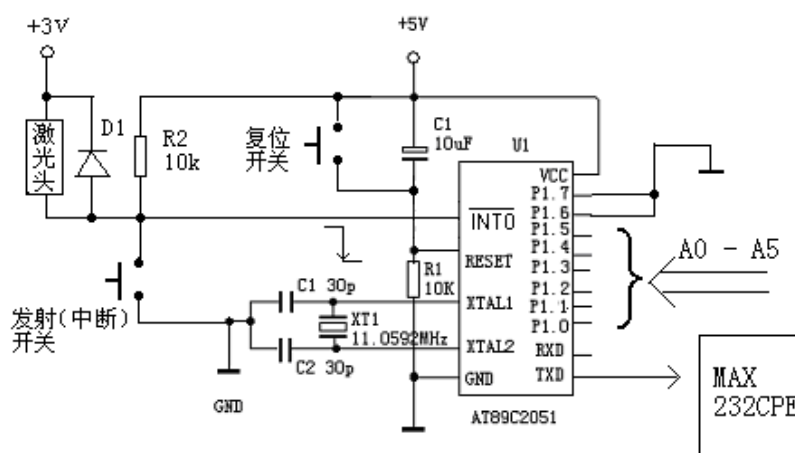 +3V
+5V
激光头
D1
R2
10k
复位
开关
C1
10uF
U1
VCC
P1.7
P1.6
P1.5
P1.4
P1.3
P1.2
P1.1
P1.0
RXD
TXD
INT0
RESET
XTAL1
XTAL2
GND
A0 - A5
R1
10K
C1 30p
XT1
11.0592MHz
C2 30p
发射(中断)
开关
GND
AT89C2051
MAX
232CPE